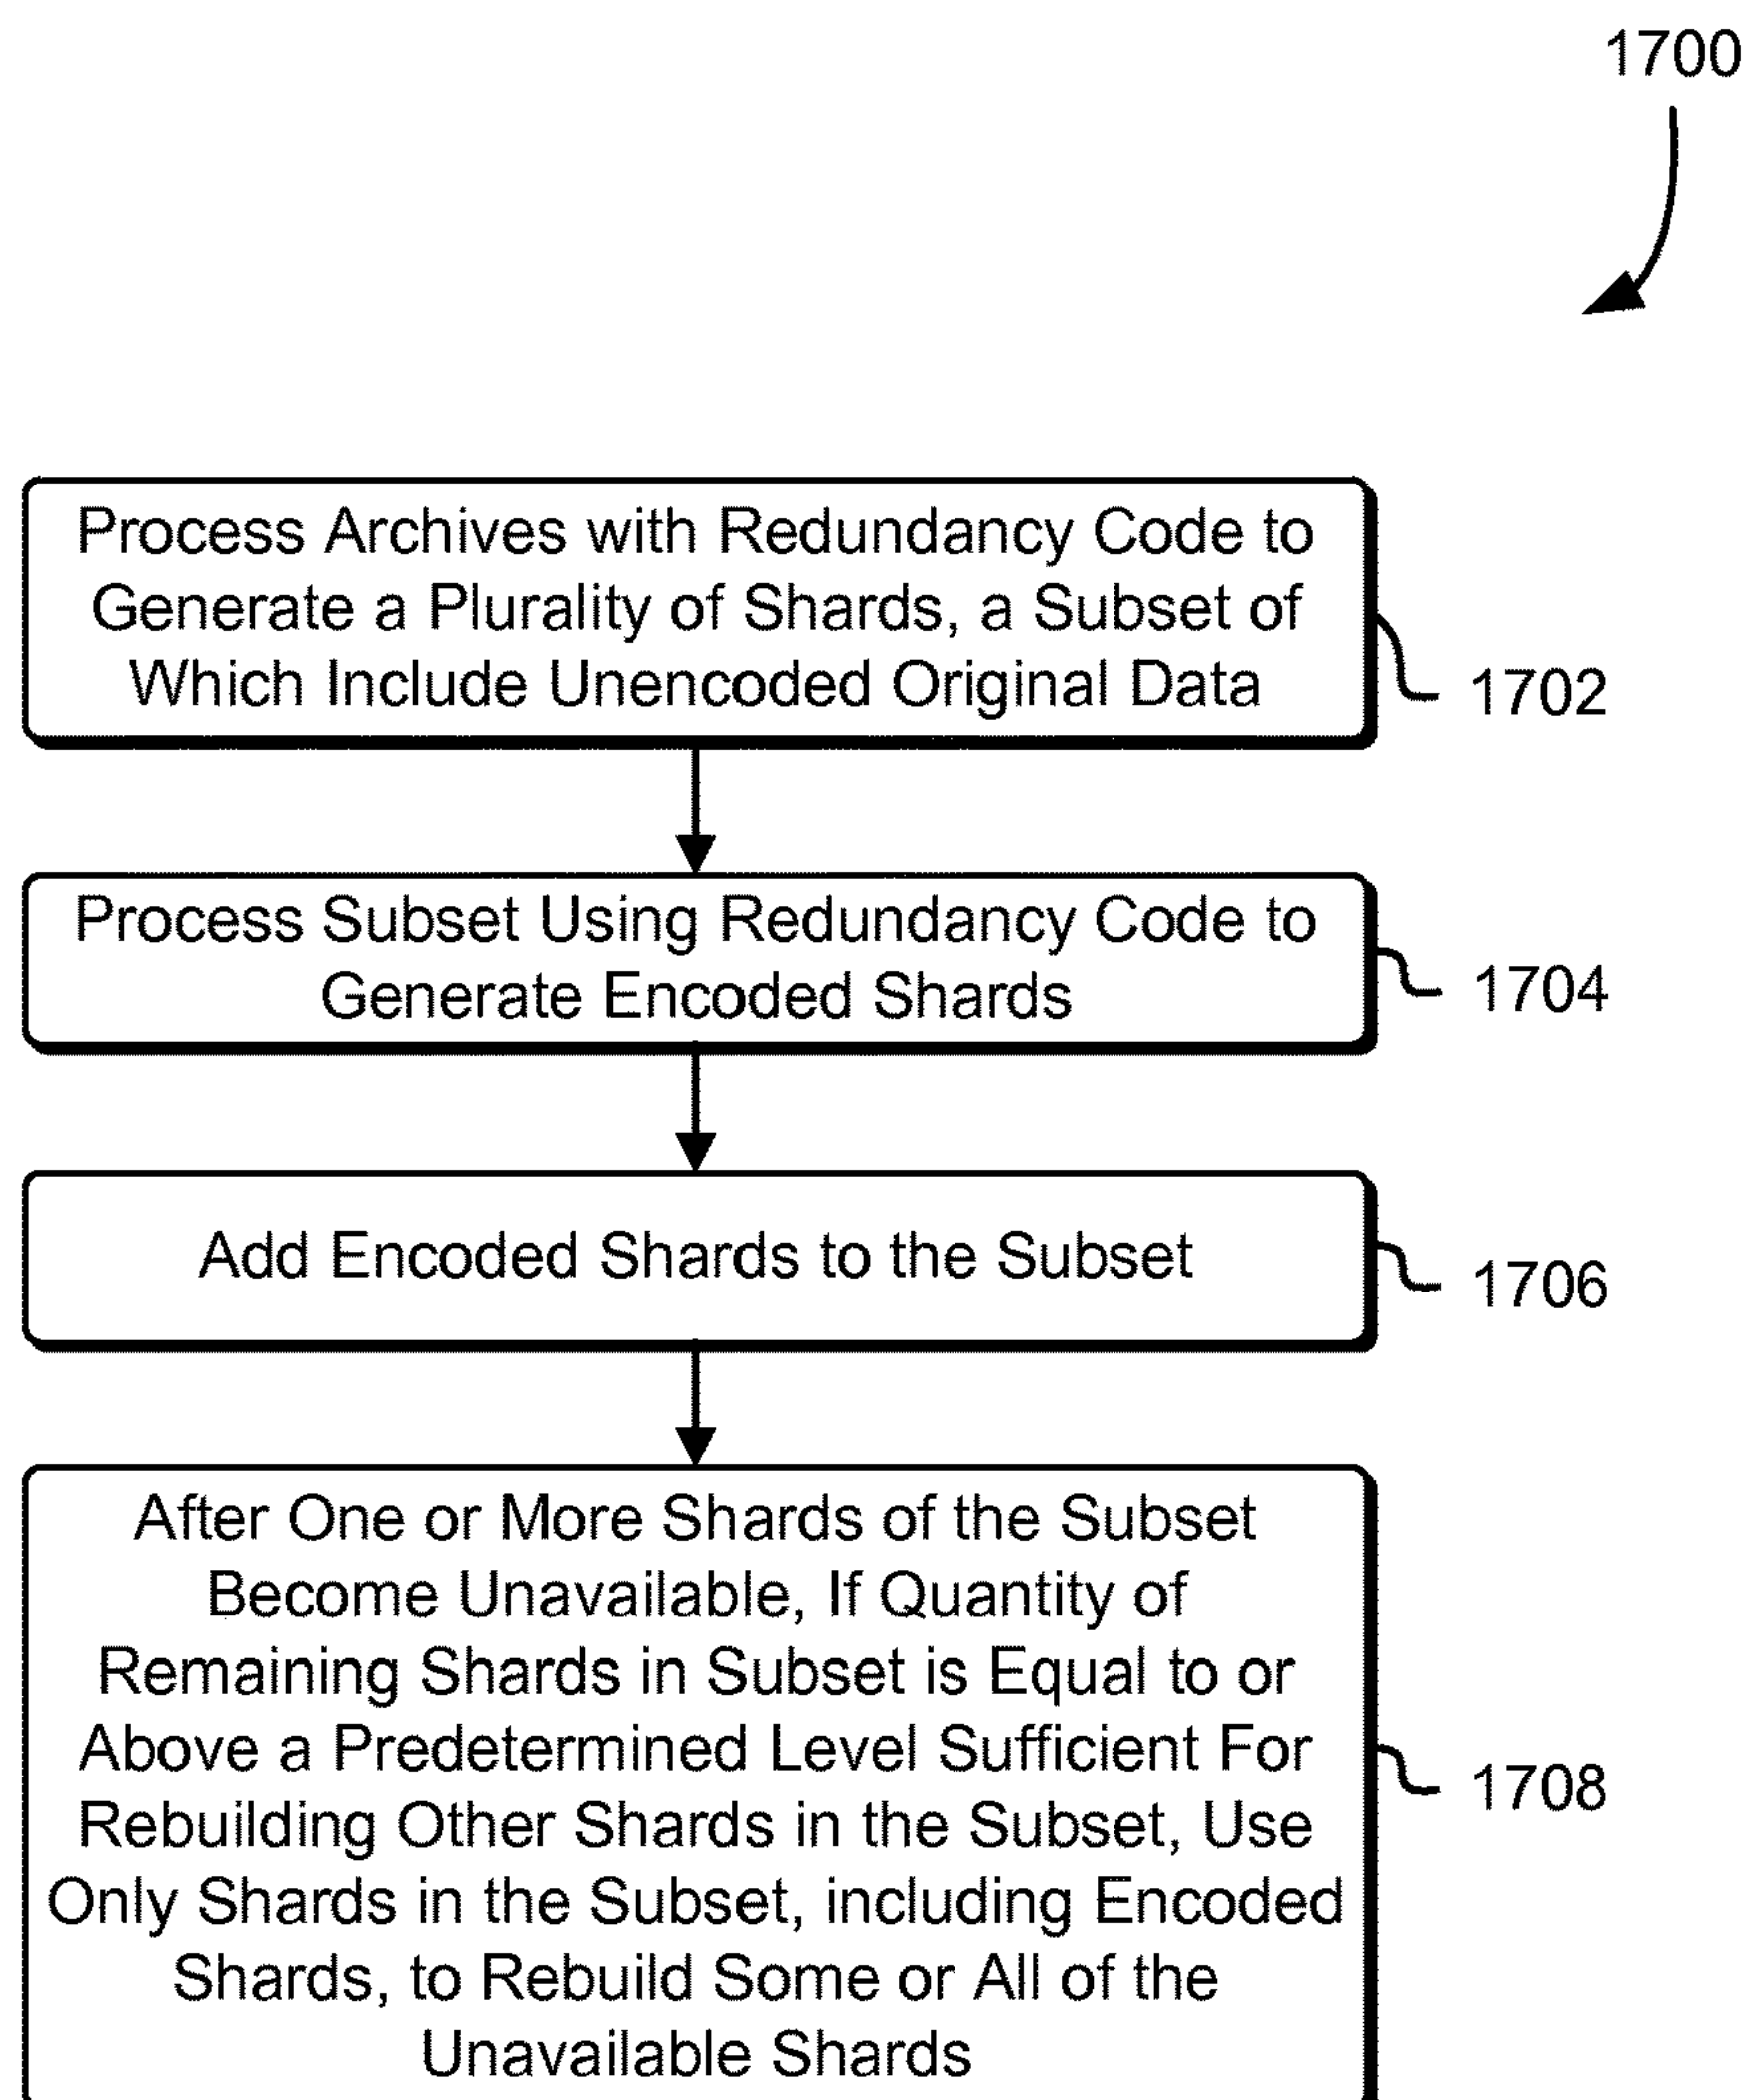 1700
Process Archives with Redundancy Code to
Generate a Plurality of Shards, a Subset of
Which Include Unencoded Original Data
1702
Process Subset Using Redundancy Code to
Generate Encoded Shards
1704
Add Encoded Shards to the Subset
1706
After One or More Shards of the Subset
Become Unavailable, If Quantity of
Remaining Shards in Subset is Equal to or
Above a Predetermined Level Sufficient For
Rebuilding Other Shards in the Subset, Use
Only Shards in the Subset, including Encoded
Shards, to Rebuild Some or All of the
Unavailable Shards
1708